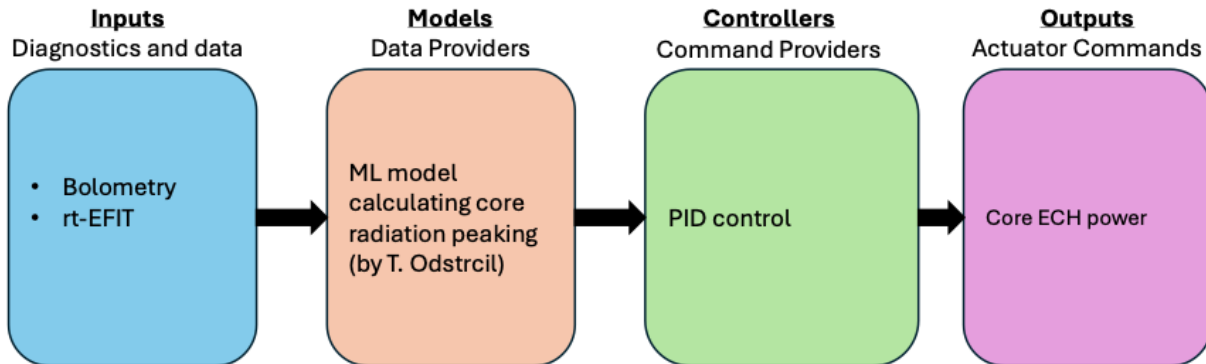 Inputs
Diagnostics and data
• Bolometry
• rt-EFIT
Models
Data Providers
ML model
calculating core
radiation peaking
(by T. Odstrcil)
Controllers
Command Providers
PID control
Outputs
Actuator Commands
Core ECH power